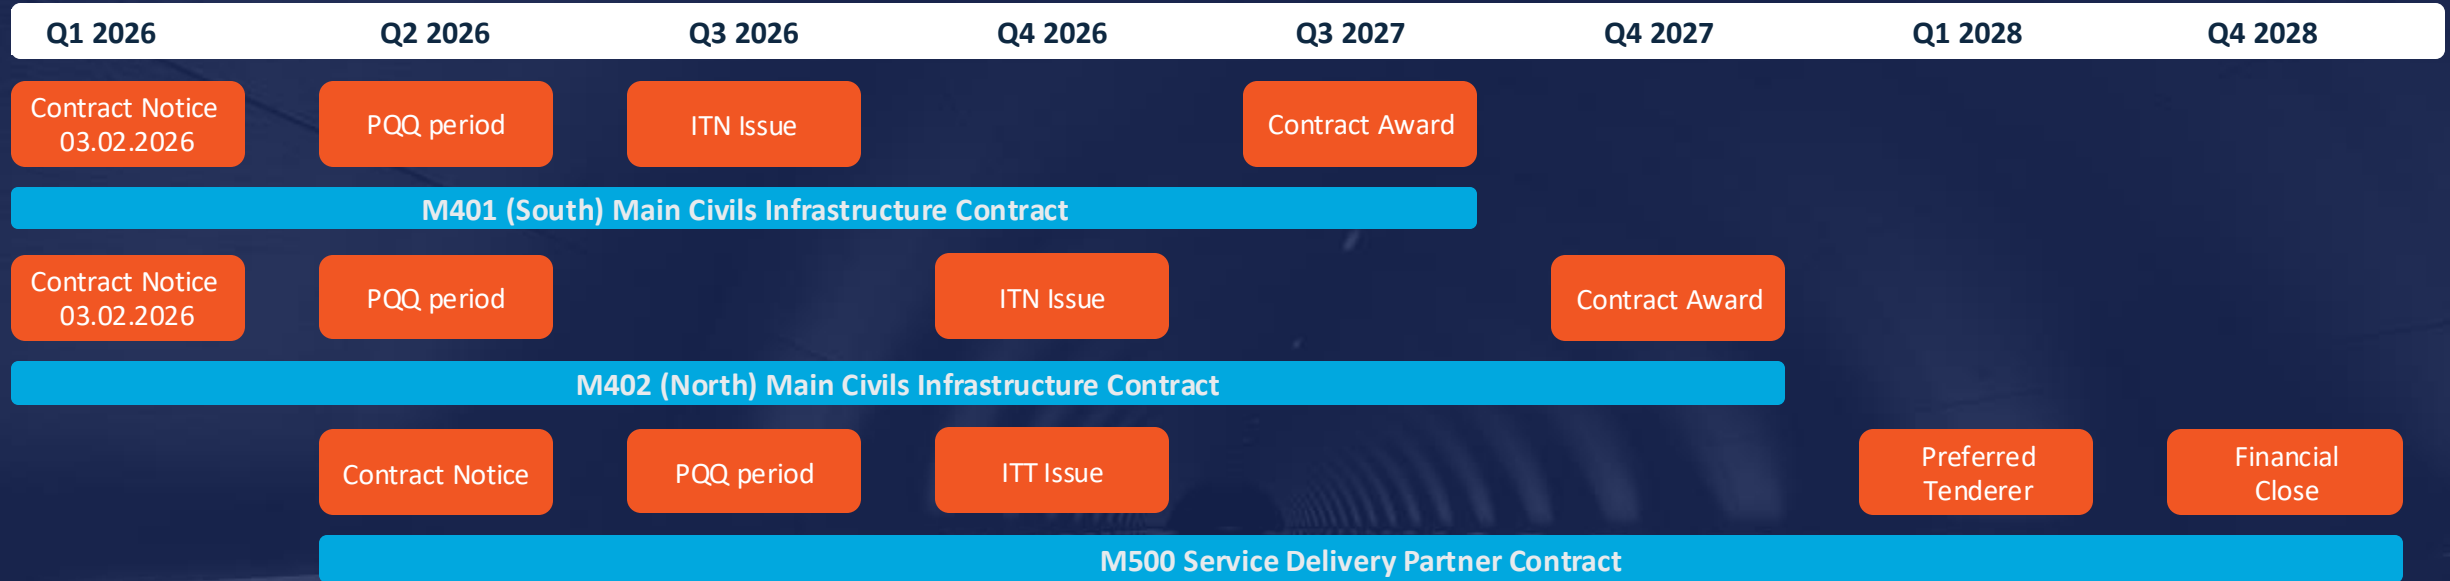 Q1 2026 Q2 2026 Q3 2026 Q4 2026 Q3 2027 Q4 2027 Q1 2028 Q4 2028
Contract Notice
03.02.2026
PQQ period
ITN Issue
Contract Award
M401 (South) Main Civils Infrastructure Contract
Contract Notice
03.02.2026
PQQ period
ITN Issue
Contract Award
M402 (North) Main Civils Infrastructure Contract
Contract Notice
PQQ period
ITT Issue
Preferred
Tenderer
Financial
Close
M500 Service Delivery Partner Contract